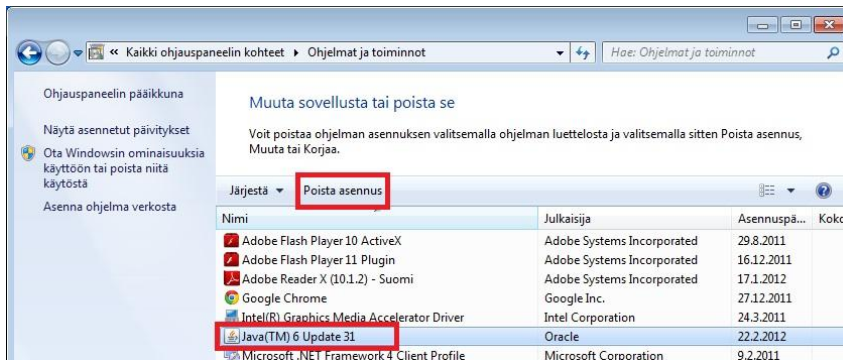 « Kaikki ohjauspaneelin kohteet ▸ Ohjelmat ja toiminnot
Hae: Ohjelmat ja toiminnot
Ohjauspaneelin pääikkuna
Näytä asennetut päivitykset
Ota Windowsin ominaisuuksia
käyttöön tai poista niitä
käytöstä
Asenna ohjelma verkosta
Muuta sovellusta tai poista se
Voit poistaa ohjelman asennuksen valitsemalla ohjelman luettelosta ja valitsemalla sitten Poista asennus,
Muuta tai Korjaa.
Järjestä Poista asennus
Nimi Julkaisija Asennuspä... Koko
Adobe Flash Player 10 ActiveX Adobe Systems Incorporated 29.8.2011
Adobe Flash Player 11 Plugin Adobe Systems Incorporated 16.12.2011
Adobe Reader X (10.1.2) - Suomi Adobe Systems Incorporated 17.1.2012
Google Chrome Google Inc. 27.12.2011
Intel(R) Graphics Media Accelerator Driver Intel Corporation 24.3.2011
Java(TM) 6 Update 31 Oracle 22.2.2012
Microsoft .NET Framework 4 Client Profile Microsoft Corporation 9.2.2011